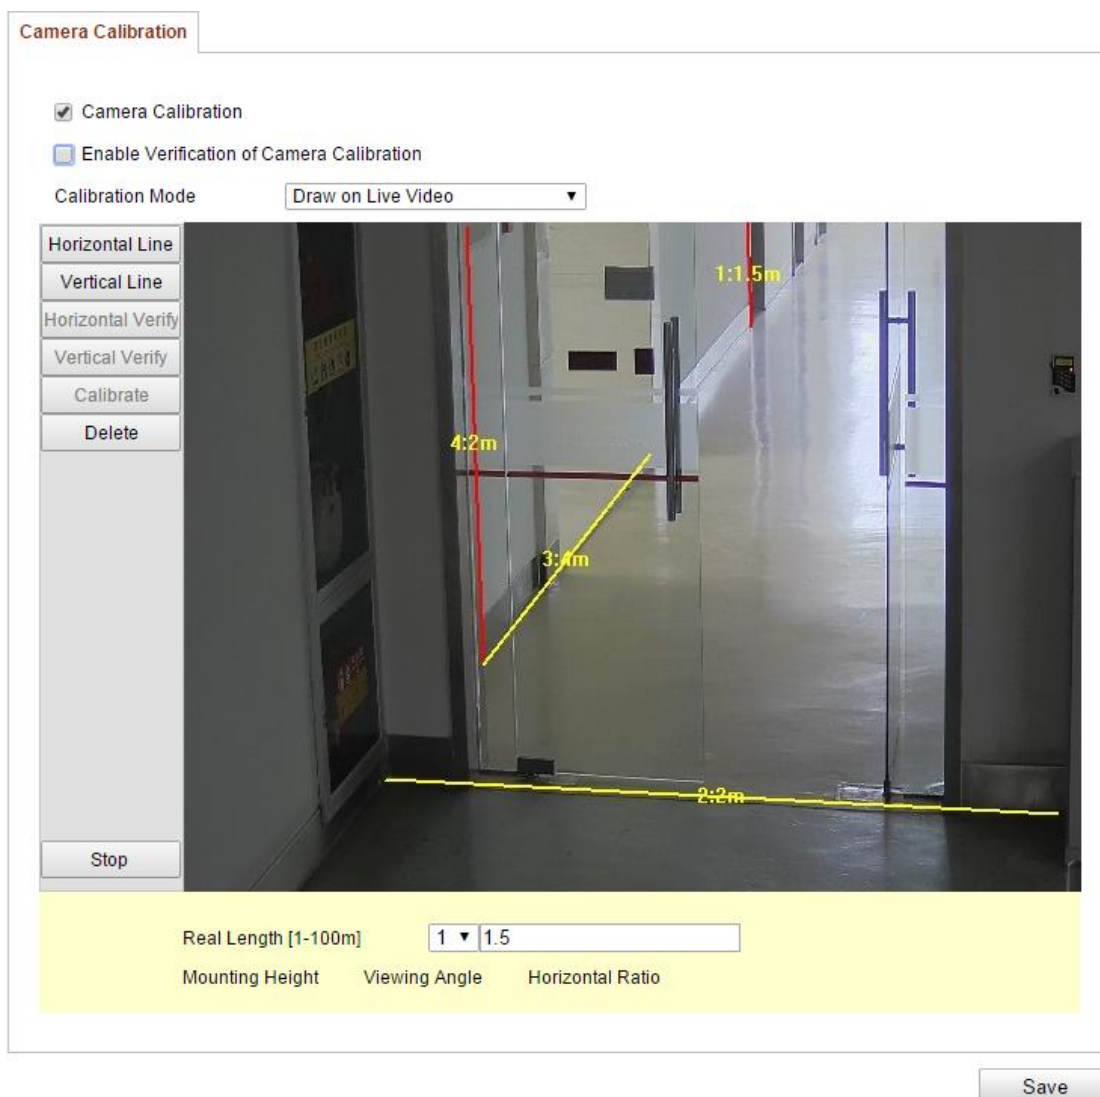 Camera Calibration
Camera Calibration
Enable Verification of Camera Calibration
Calibration Mode
Draw on Live Video
Horizontal Line
Vertical Line
Horizontal Verify
Vertical Verify
Calibrate
Delete
1:1.5m
4:2m
3:4m
2:2m
Stop
Real Length [1-100m] 1 1.5
Mounting Height Viewing Angle Horizontal Ratio
Save